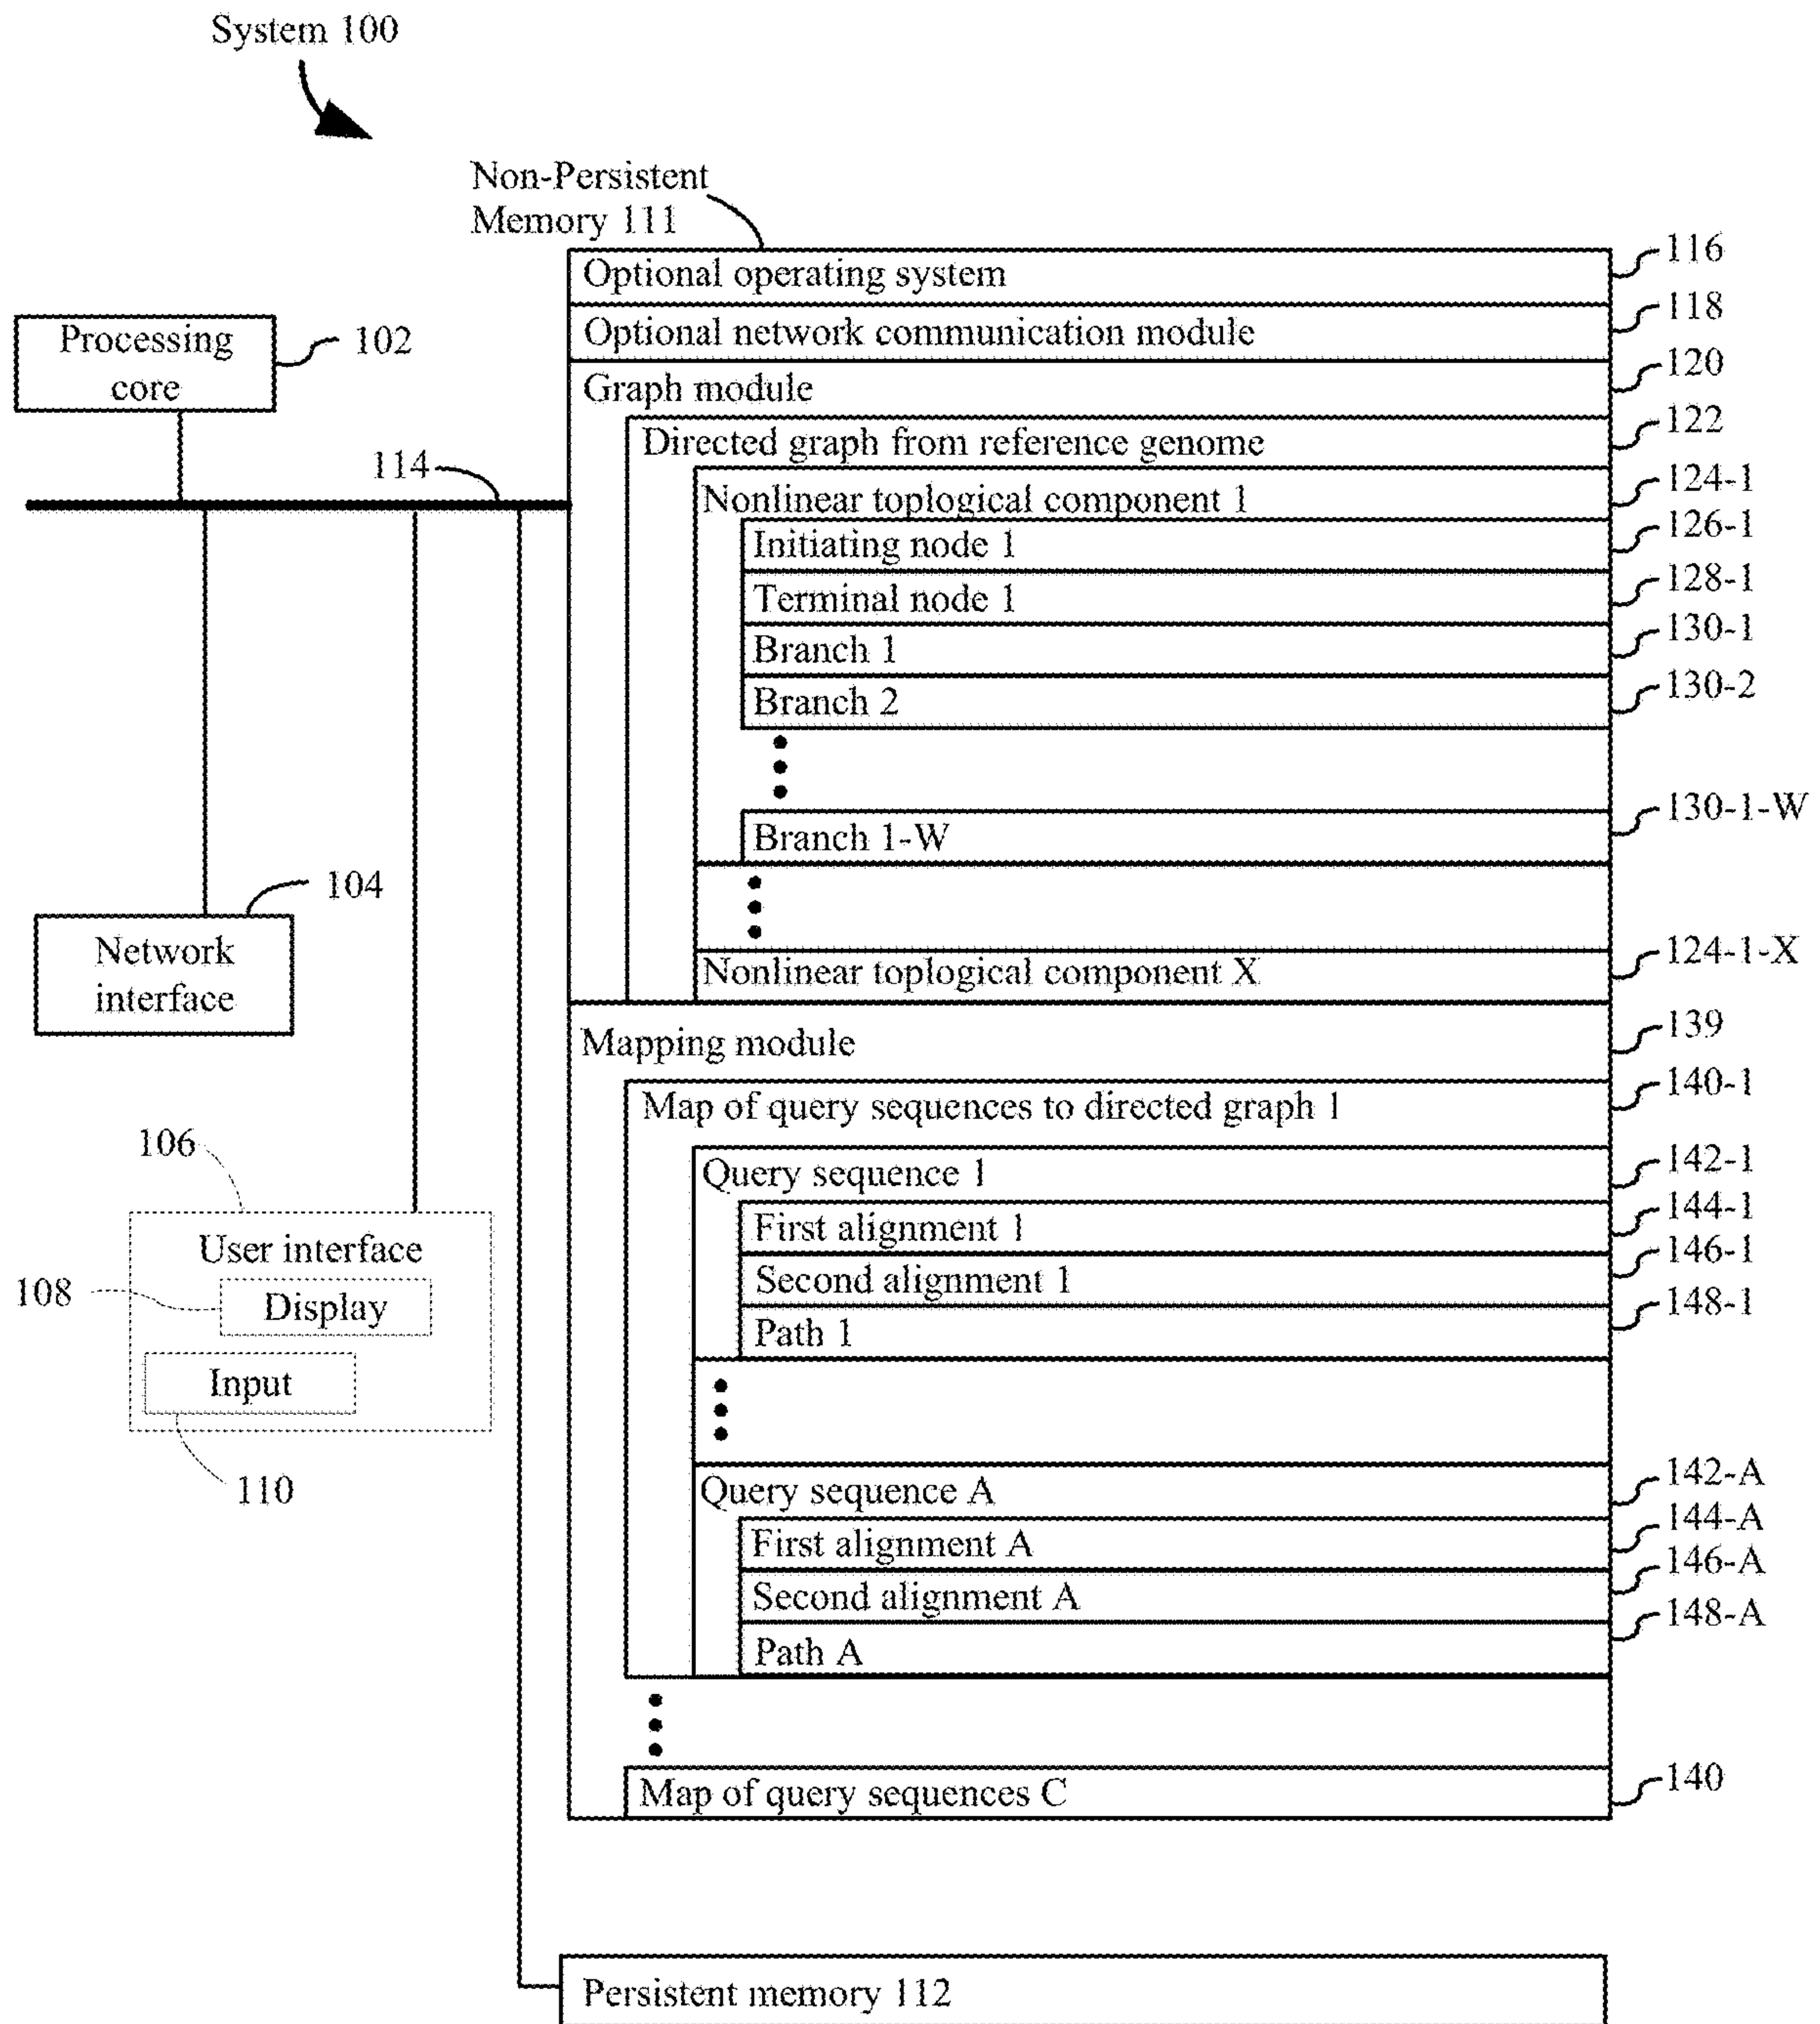 System 100
Non-Persistent
Memory 111
Optional operating system
116
Optional network communication module
118
Processing
core
102
Graph module
120
Directed graph from reference genome
122
114
Nonlinear toplogical component 1
124-1
Initiating node 1
126-1
Terminal node 1
128-1
Branch 1
130-1
Branch 2
130-2
Branch 1-W
130-1-W
104
Network
interface
Nonlinear toplogical component X
124-1-X
Mapping module
139
Map of query sequences to directed graph 1
140-1
106
Query sequence 1
142-1
First alignment 1
144-1
User interface
Second alignment 1
146-1
108
Display
Path 1
148-1
Input
110
Query sequence A
142-A
First alignment A
144-A
Second alignment A
146-A
Path A
148-A
Map of query sequences C
140
Persistent memory 112